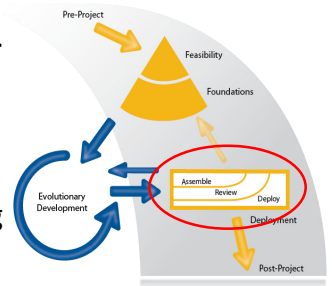 Pre-Project
Feasibility
Foundations
Assemble
Review
Deploy
Evolutionary
Development
Deployment
Post-Project